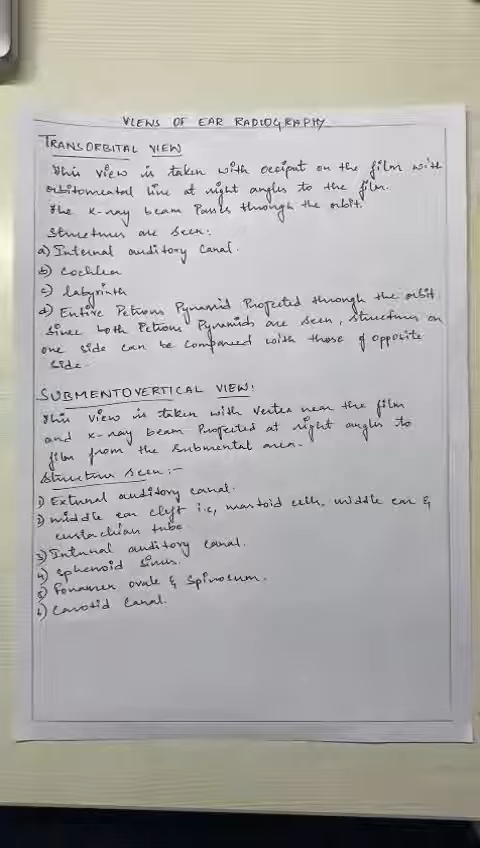 VIEWS OF EAR RADIOGRAPHY
TRANSORBITAL VIEW
This view is taken with occiput on the film with
orbitomeatal line at right angles to the film.
The X-ray beam Passes through the orbit.
Structures are seen:
a) Internal auditory Canal.
b) Cochlea
c) labyrinth
d) Entire Petrous Pyramid Projected through the orbit
Since both Petrous Pyramids are seen, structures on
one side can be compared with those of opposite
side.
SUBMENTOVERTICAL VIEW:
This view is taken with vertex near the film
and x-ray beam Projected at right angles to
film from the submental area.
Structures seen:-
1) External auditory canal.
2) middle ear cleft i.e, mastoid cells, middle ear &
eustachian tube
3) Internal auditory canal.
4) Sphenoid sinus.
5) Foramen ovale & Spinosum.
6) Carotid Canal.